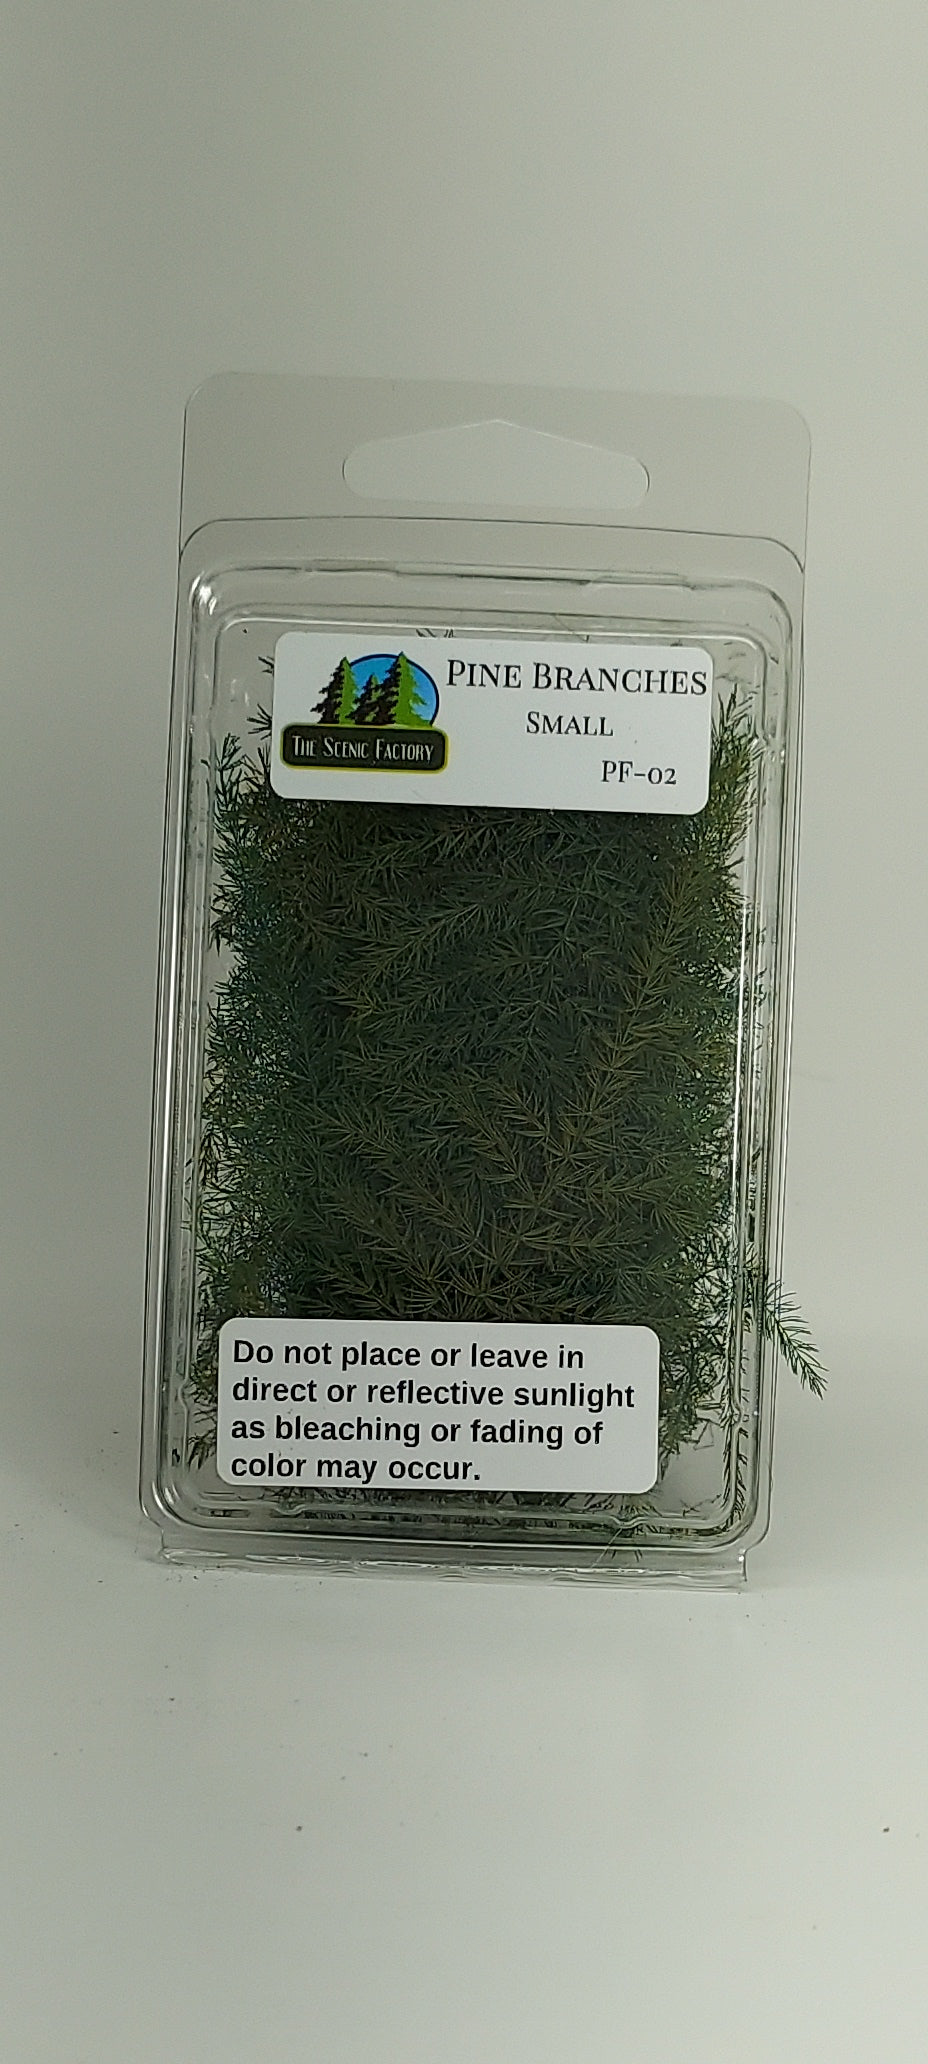 Pine Branches
Small
The Scenic Factory
PF-02
Do not place or leave in
direct or reflective sunlight
as bleaching or fading of
color may occur.